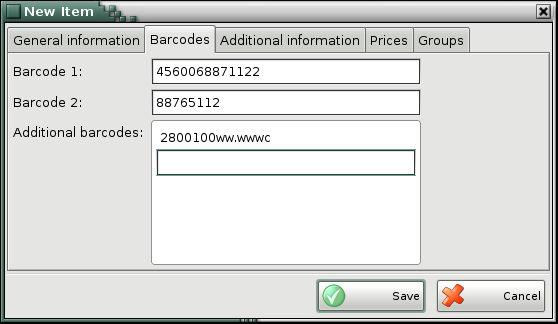 New Item
General information Barcodes Additional information Prices Groups
Barcode 1: 4560068871122
Barcode 2: 88765112
Additional barcodes: 2800100ww.wwwc
Save Cancel